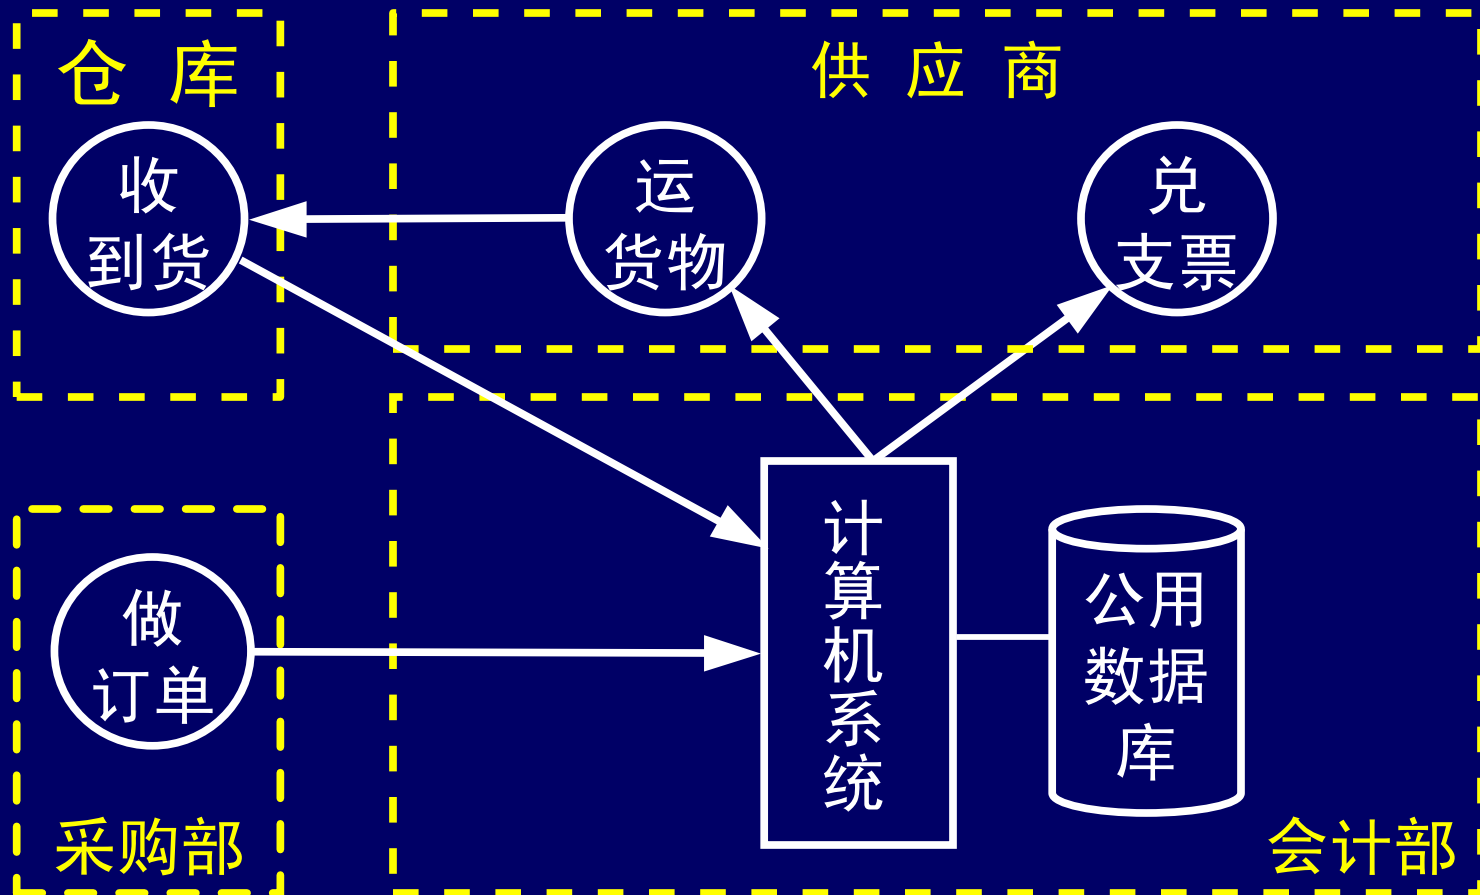 仓 库
供 应 商
收
到货
运
货物
兑
支票
做
订单
采购部
计
算
机
系
统
公用
数据
库
会计部